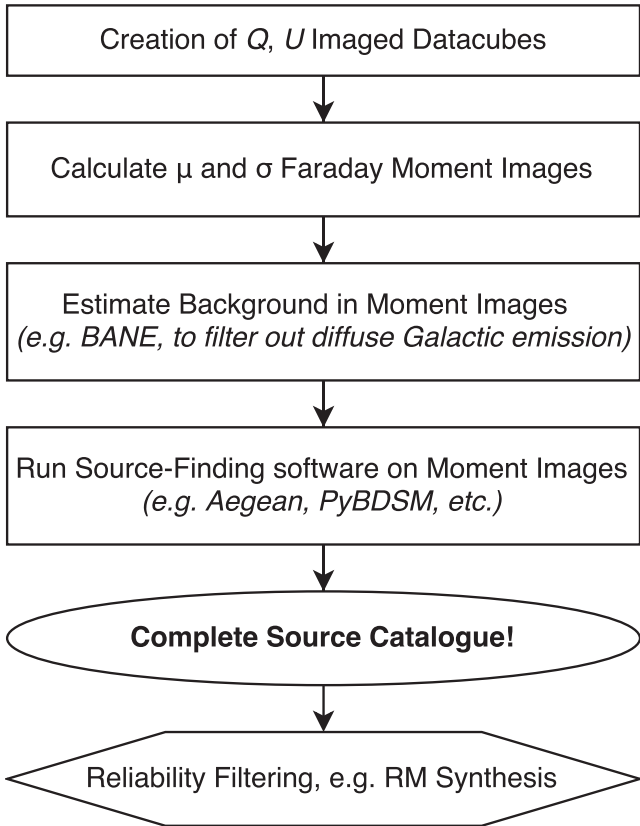 Creation of Q, U Imaged Datacubes
Calculate μ and σ Faraday Moment Images
Estimate Background in Moment Images
(e.g. BANE, to filter out diffuse Galactic emission)
Run Source-Finding software on Moment Images
(e.g. Aegean, PyBDSM, etc.)
Complete Source Catalogue!
Reliability Filtering, e.g. RM Synthesis